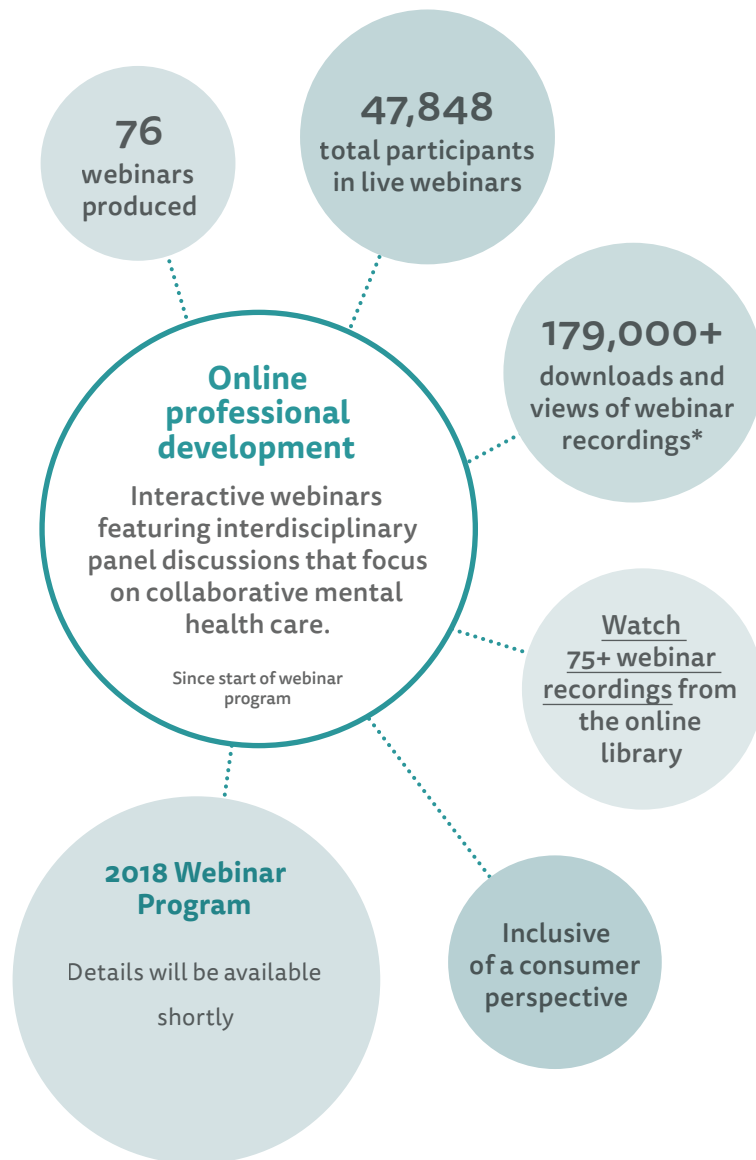 76
webinars
produced
47,848
total participants
in live webinars
179,000+
downloads and
views of webinar
recordings*
Online
professional
development
Interactive webinars
featuring interdisciplinary
panel discussions that focus
on collaborative mental
health care.
Since start of webinar
program
Watch
75+ webinar
recordings from
the online
library
2018 Webinar
Program
Details will be available
shortly
Inclusive
of a consumer
perspective